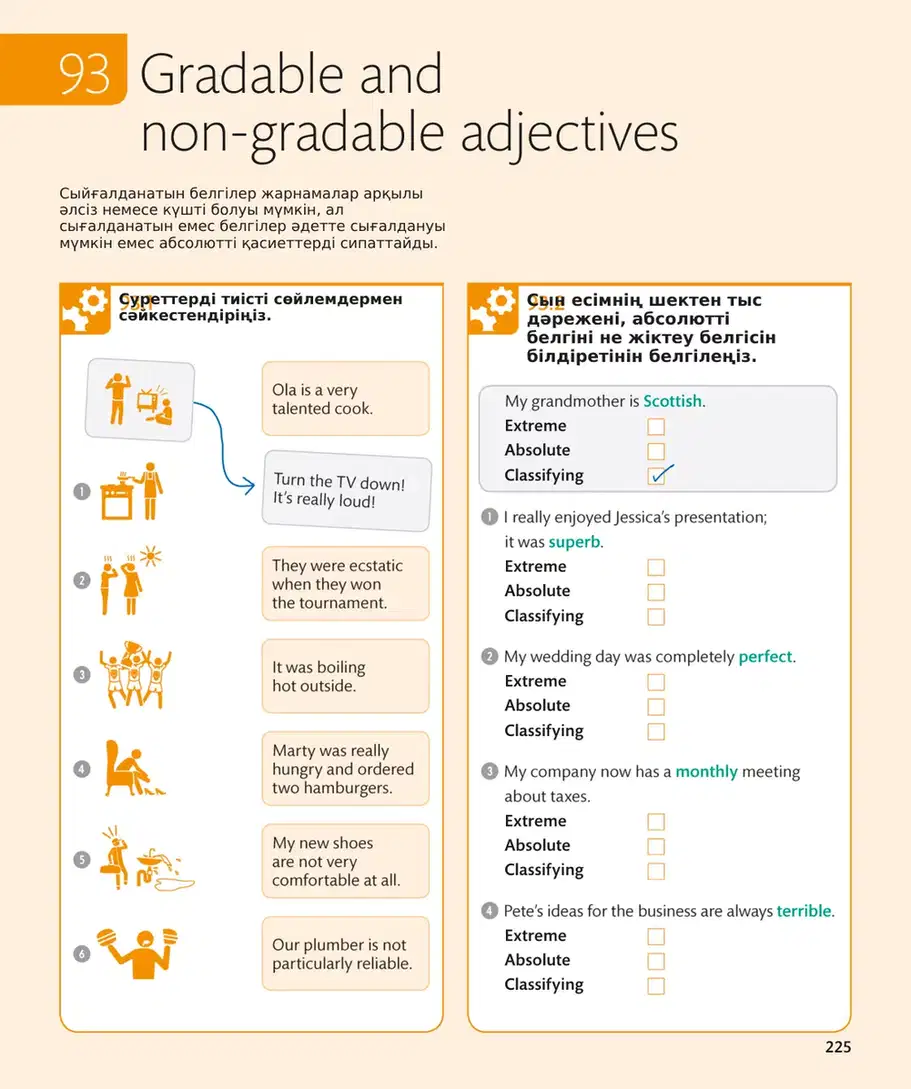 93
Gradable and
non-gradable adjectives
Сыйғалданатын белгілер жарнамалар арқылы
әлсіз немесе күшті болуы мүмкін, ал
сығалданатын емес белгілер әдетте сығалдануы
мүмкін емес абсолютті қасиеттерді сипаттайды.
Суреттерді тиісті сөйлемдермен
сәйкестендіріңіз.
Ola is a very
talented cook.
Turn the TV down!
It's really loud!
1
They were ecstatic
when they won
the tournament.
2
It was boiling
hot outside.
3
Marty was really
hungry and ordered
two hamburgers.
4
My new shoes
are not very
comfortable at all.
5
Our plumber is not
particularly reliable.
6
Сын есімнің шектен тыс
дәрежені, абсолютті
белгіні не жіктеу белгісін
білдіретінін белгілеңіз.
My grandmother is Scottish.
Extreme
Absolute
Classifying
1 I really enjoyed Jessica's presentation;
it was superb.
Extreme
Absolute
Classifying
2 My wedding day was completely perfect.
Extreme
Absolute
Classifying
3 My company now has a monthly meeting
about taxes.
Extreme
Absolute
Classifying
4 Pete's ideas for the business are always terrible.
Extreme
Absolute
Classifying
225